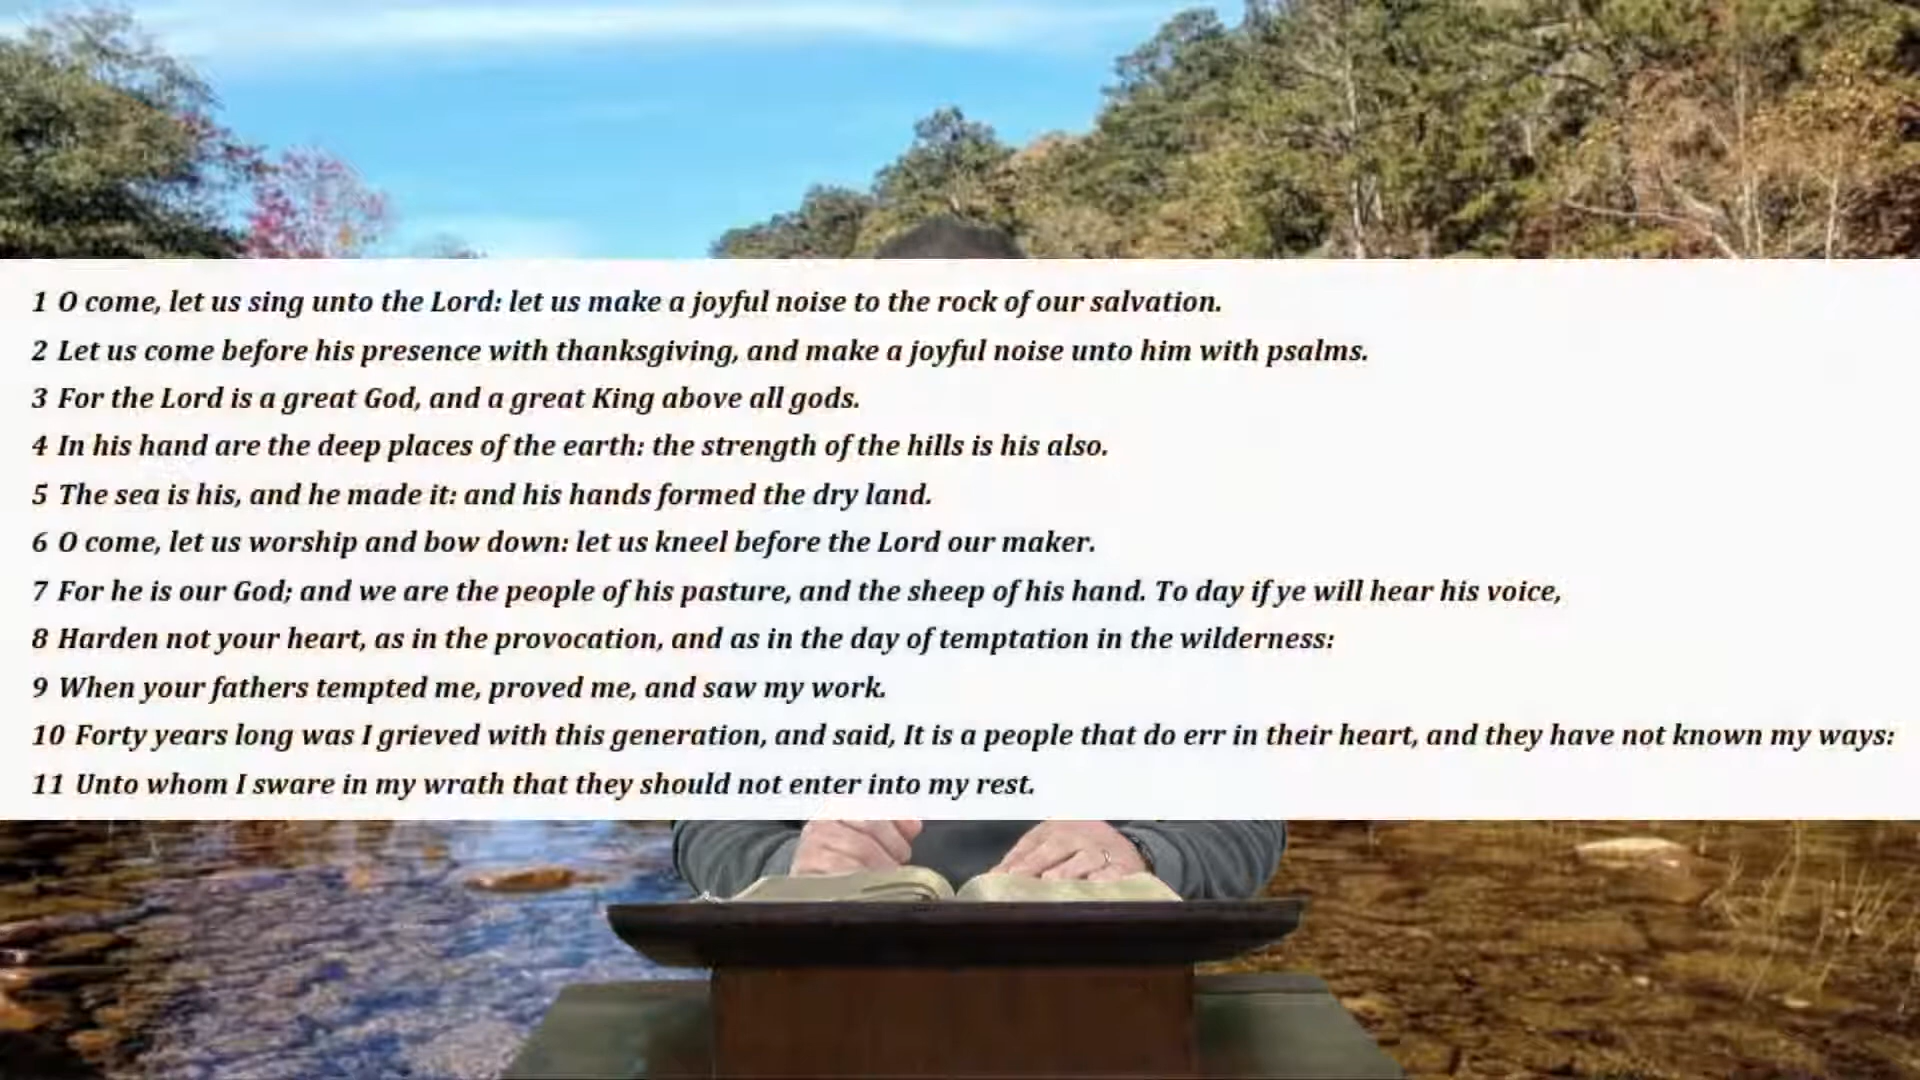 1 O come, let us sing unto the Lord: let us make a joyful noise to the rock of our salvation.
2 Let us come before his presence with thanksgiving, and make a joyful noise unto him with psalms.
3 For the Lord is a great God, and a great King above all gods.
4 In his hand are the deep places of the earth: the strength of the hills is his also.
5 The sea is his, and he made it: and his hands formed the dry land.
6 O come, let us worship and bow down: let us kneel before the Lord our maker.
7 For he is our God; and we are the people of his pasture, and the sheep of his hand. To day if ye will hear his voice,
8 Harden not your heart, as in the provocation, and as in the day of temptation in the wilderness:
9 When your fathers tempted me, proved me, and saw my work.
10 Forty years long was I grieved with this generation, and said, It is a people that do err in their heart, and they have not known my ways:
11 Unto whom I sware in my wrath that they should not enter into my rest.